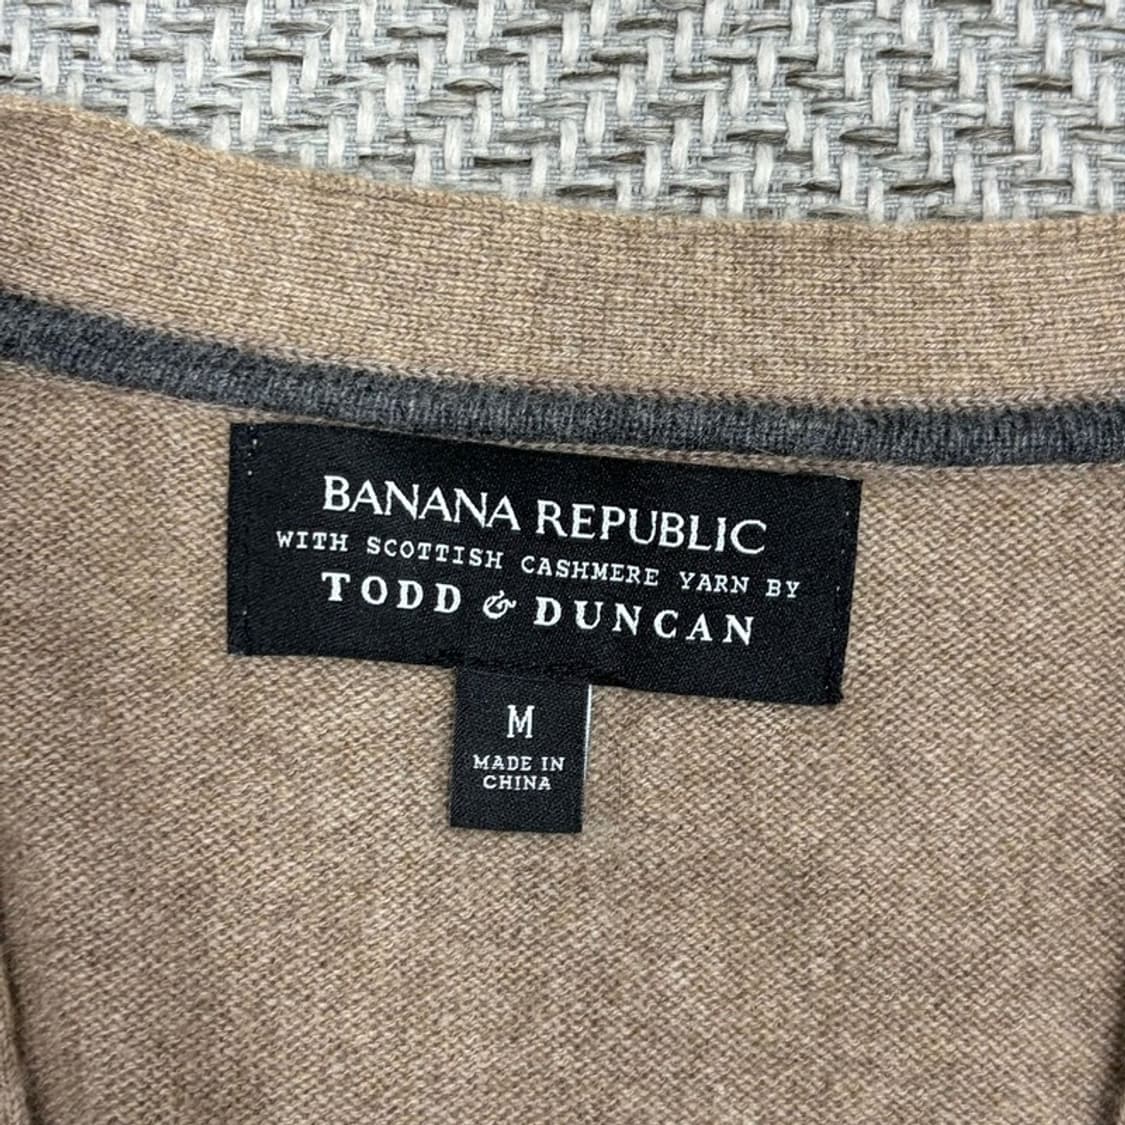 BANANA REPUBLIC
WITH SCOTTISH CASHMERE YARN BY
TODD & DUNCAN
M
MADE IN
CHINA